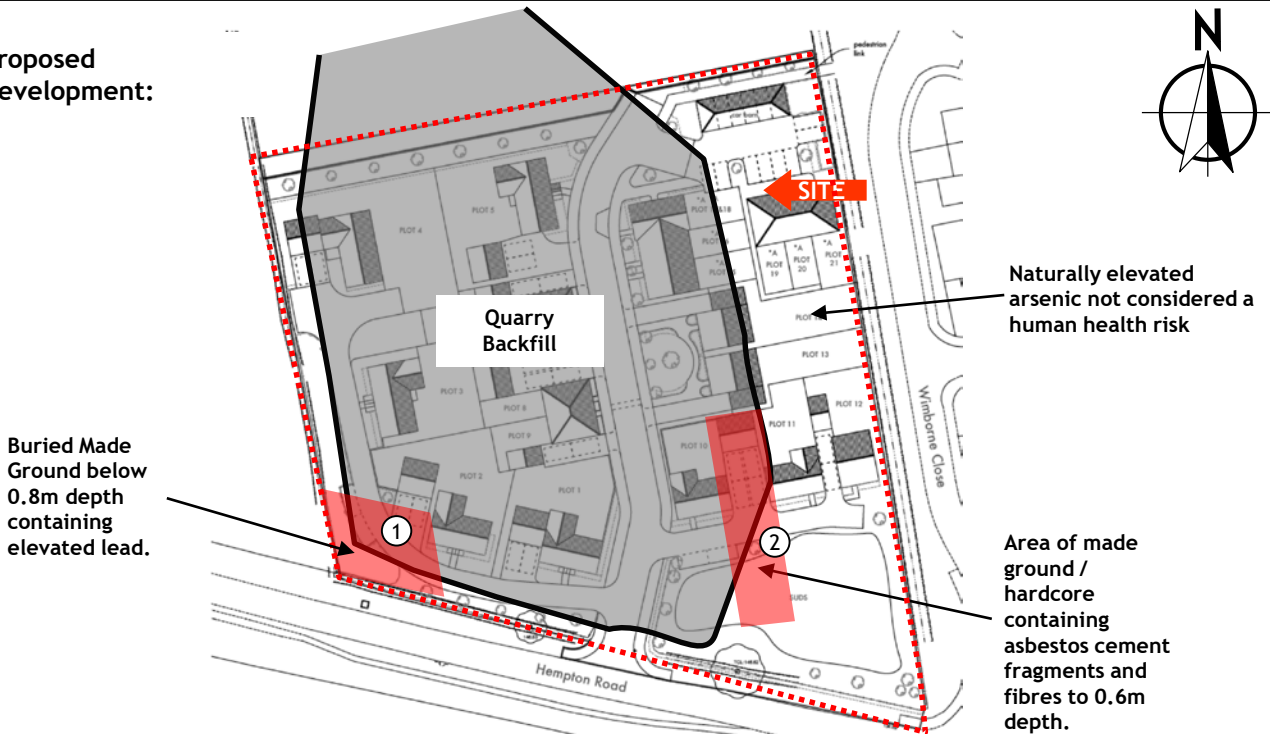 roposed
evelopment:
N
pedestrian
link
SITE
PLOT 5
PLOT 4
"A
"A
"A
"A
"A
PLOT
19
PLOT
20
PLOT
21
Quarry
Backfill
Naturally elevated
arsenic not considered a
human health risk
PLOT 13
PLOT 3
PLOT 8
PLOT 12
PLOT 9
PLOT 11
PLOT 10
Wimborne Close
Buried Made
Ground below
0.8m depth
containing
elevated lead.
PLOT 2
PLOT 1
1
2
Area of made
ground /
hardcore
containing
asbestos cement
fragments and
fibres to 0.6m
depth.
SUDS
Hempton Road